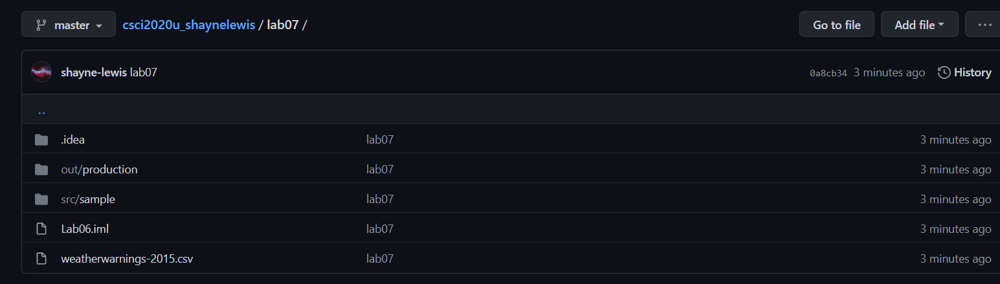 master csci2020u_shaynelewis / lab07 / Go to file Add file ...
shayne-lewis lab07 0a8cb34 3 minutes ago History
..
.idea lab07 3 minutes ago
out/production lab07 3 minutes ago
src/sample lab07 3 minutes ago
Lab06.iml lab07 3 minutes ago
weatherwarnings-2015.csv lab07 3 minutes ago